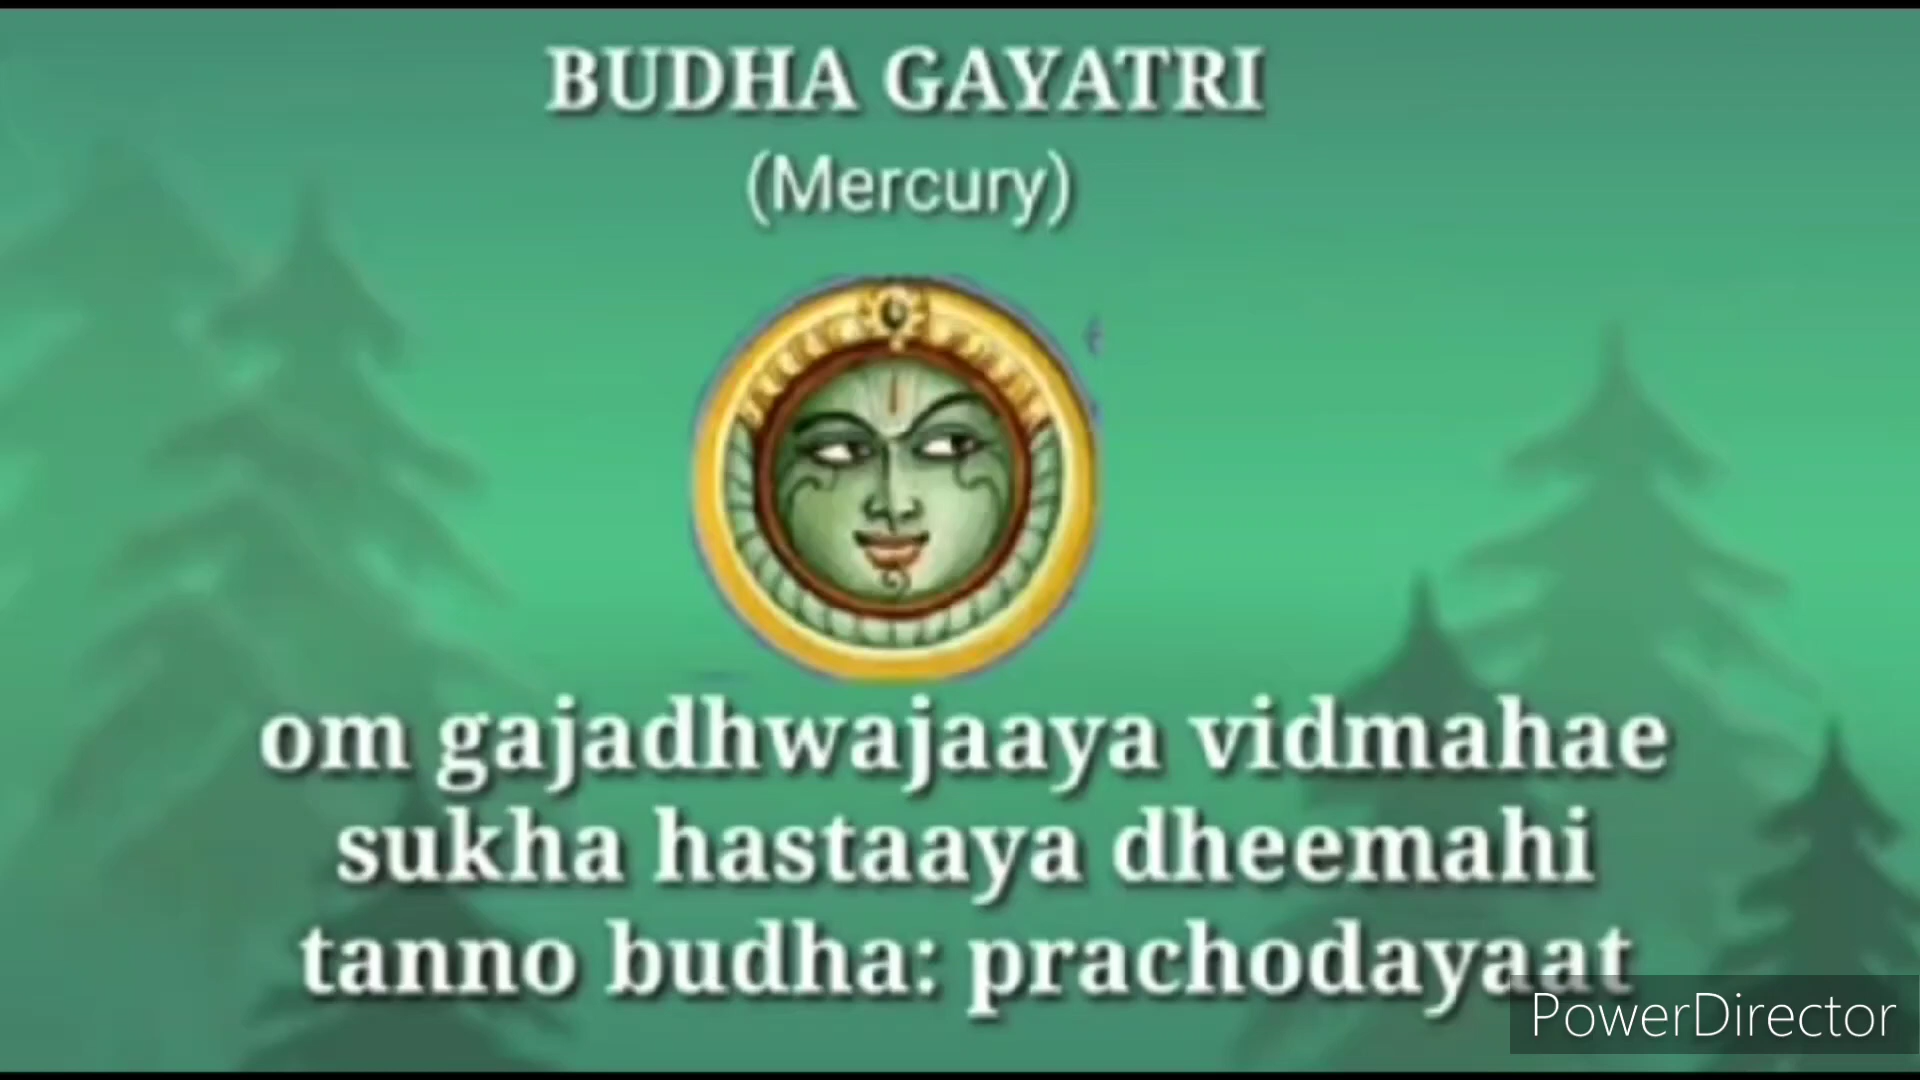 BUDHA GAYATRI
(Mercury)
om gajadhwajaaya vidmahae
sukha hastaaya dheemahi
tanno budha: prachodayaat
PowerDirector